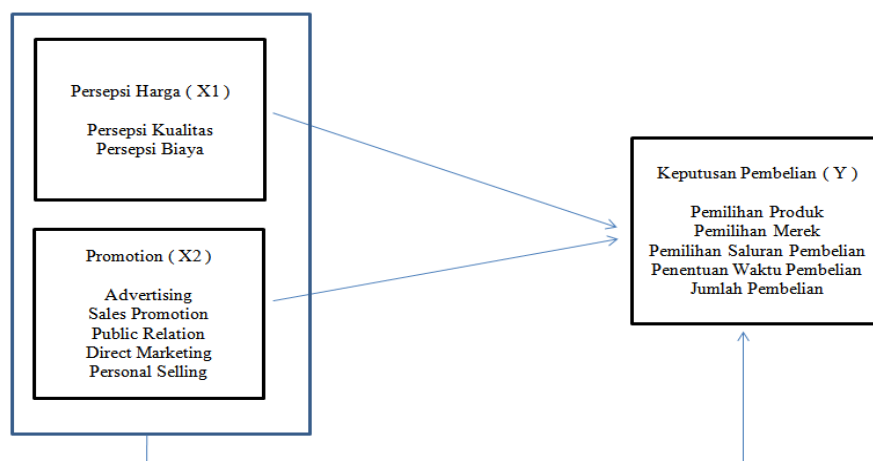 Persepsi Harga ( X1 )
Persepsi Kualitas
Persepsi Biaya
Promotion ( X2 )
Advertising
Sales Promotion
Public Relation
Direct Marketing
Personal Selling
Keputusan Pembelian ( Y )
Pemilihan Produk
Pemilihan Merek
Pemilihan Saluran Pembelian
Penentuan Waktu Pembelian
Jumlah Pembelian